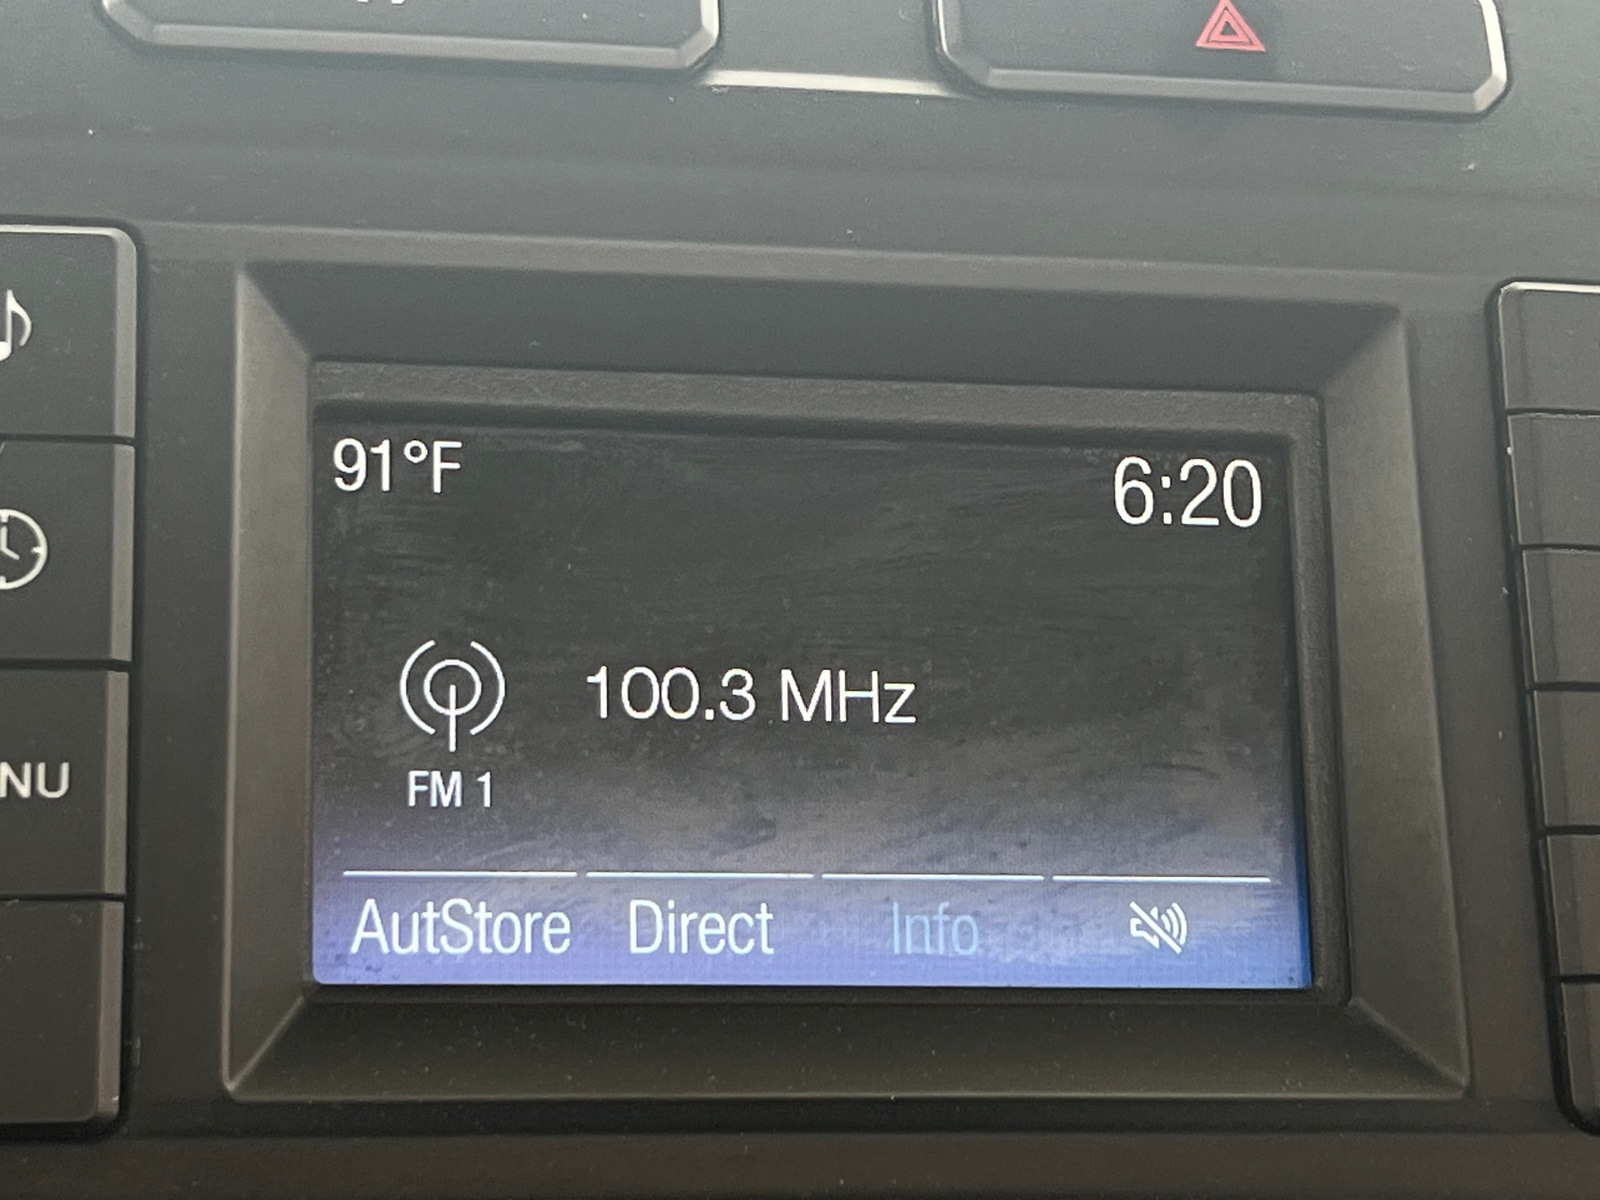 91°F
6:20
100.3 MHz
FM 1
AutStore Direct Info
NU